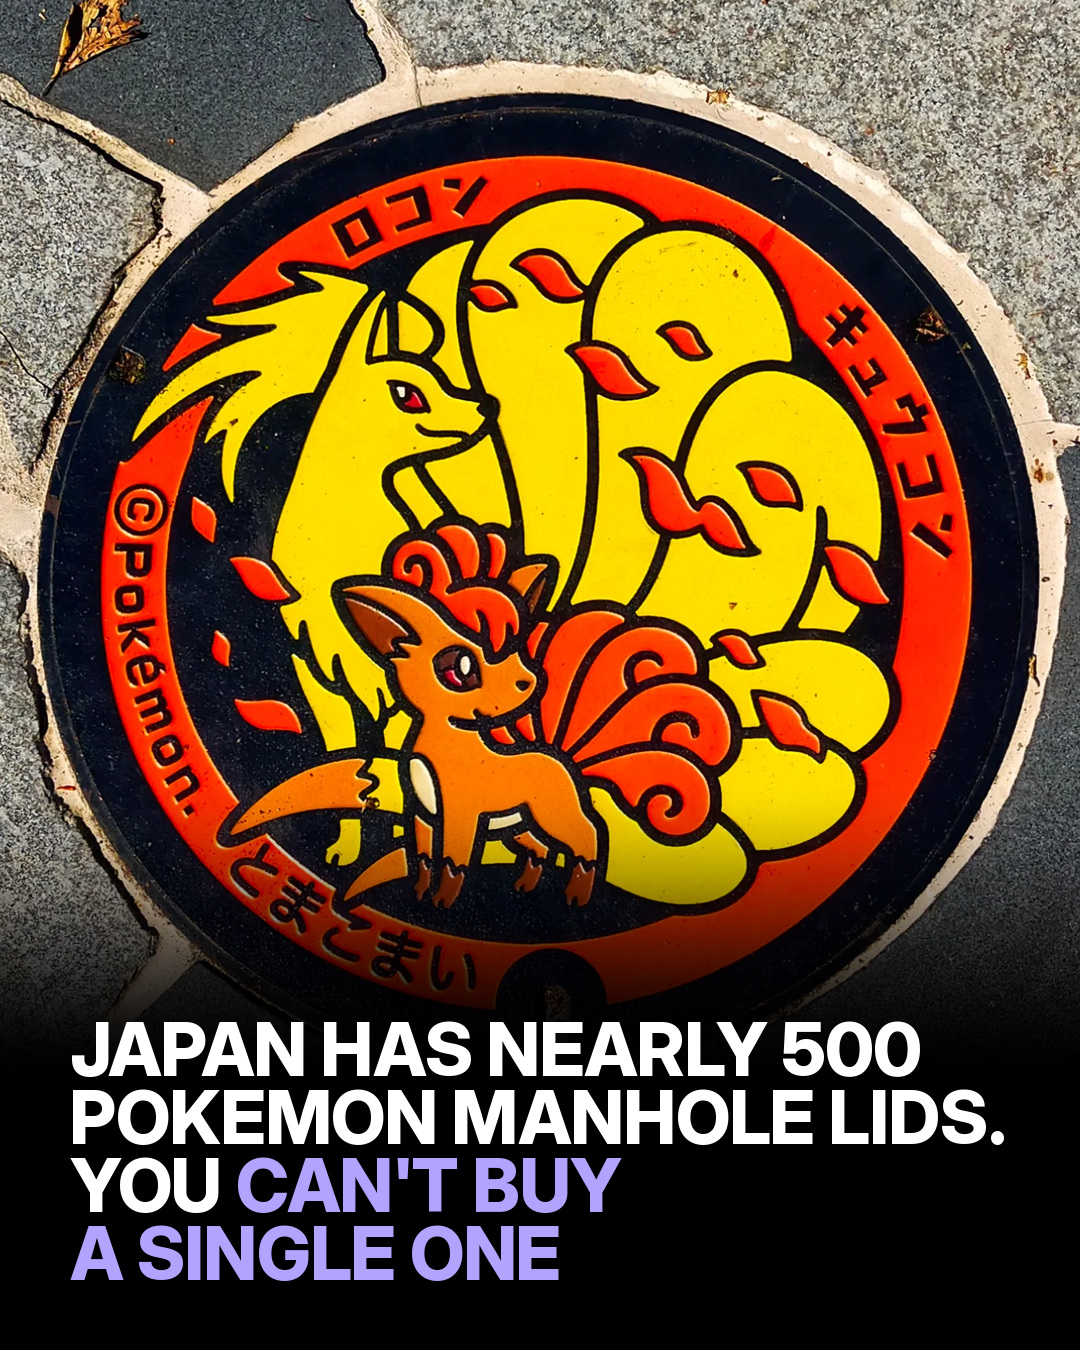 ロコン
キュウコン
©Pokémon.
とまこまい
JAPAN HAS NEARLY 500
POKEMON MANHOLE LIDS.
YOU CAN'T BUY
A SINGLE ONE